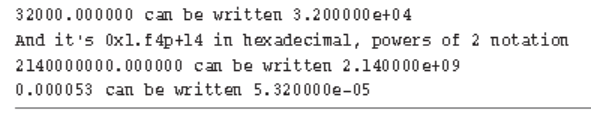 32000.000000 can be written 3.200000e+04
And it's 0x1.f4p+14 in hexadecimal, powers of 2 notation
2140000000.000000 can be written 2.140000e+09
0.000053 can be written 5.320000e-05